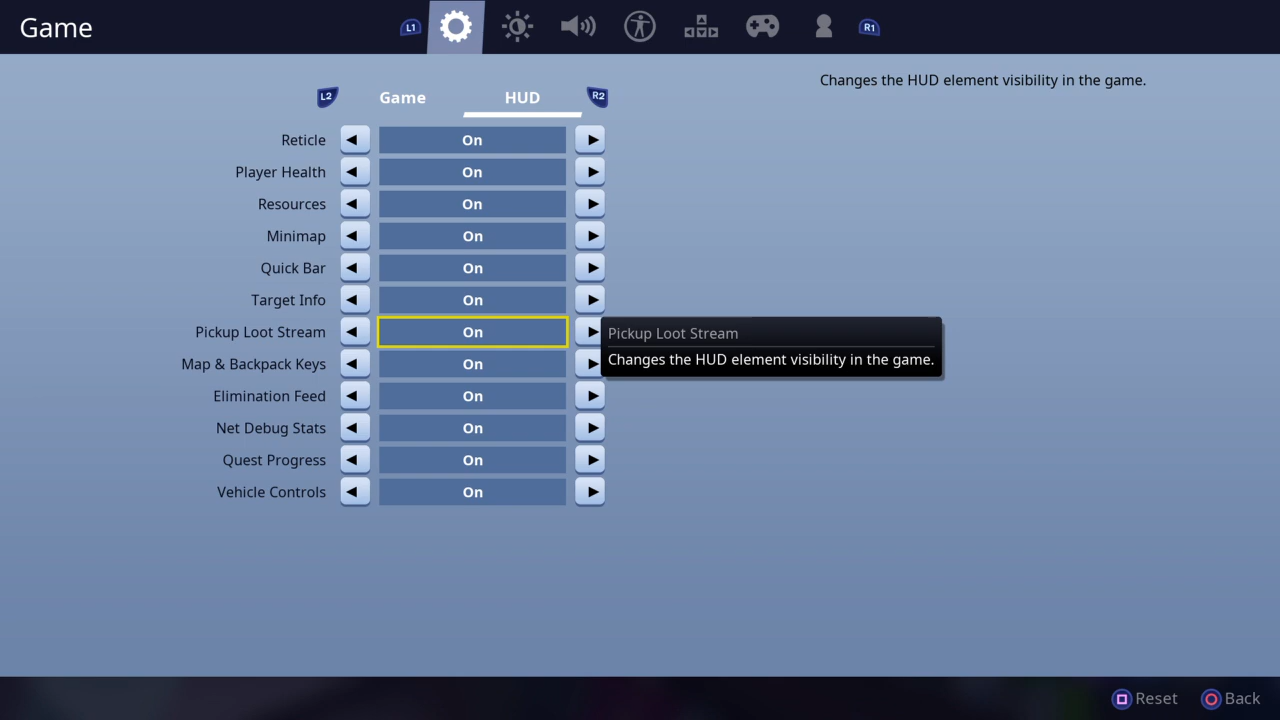 Game
L1
R1
Changes the HUD element visibility in the game.
L2
Game
HUD
R2
Reticle
On
Player Health
On
Resources
On
Minimap
On
Quick Bar
On
Target Info
On
Pickup Loot Stream
On
Pickup Loot Stream
Changes the HUD element visibility in the game.
Map & Backpack Keys
On
Elimination Feed
On
Net Debug Stats
On
Quest Progress
On
Vehicle Controls
On
Reset
Back